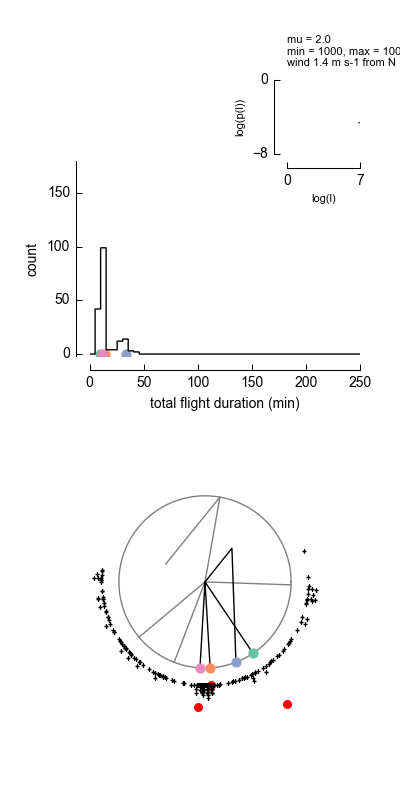 mu = 2.0
min = 1000, max = 100
wind 1.4 m s-1 from N
0
log(p(l))
−8
0
7
log(l)
150
100
count
50
0
0
50
100
150
200
250
total flight duration (min)